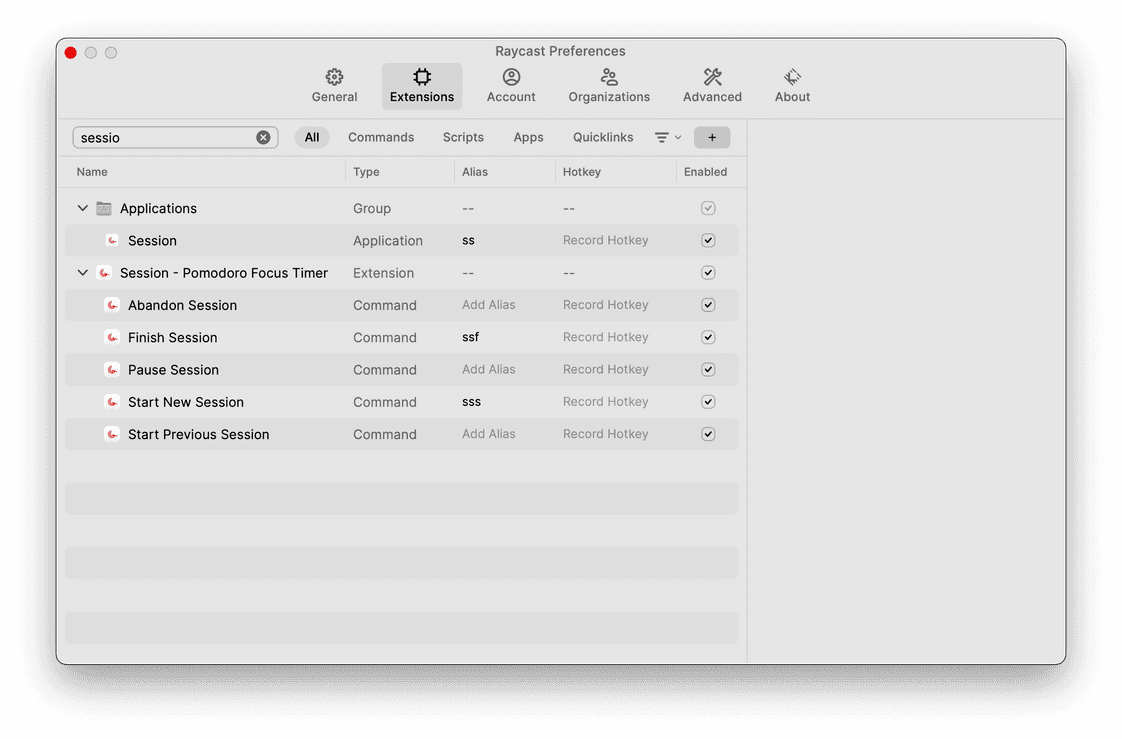 Raycast Preferences
General Extensions Account Organizations Advanced About
sessio All Commands Scripts Apps Quicklinks +
Name Type Alias Hotkey Enabled
Applications Group -- --
Session Application ss Record Hotkey
Session - Pomodoro Focus Timer Extension -- --
Abandon Session Command Add Alias Record Hotkey
Finish Session Command ssf Record Hotkey
Pause Session Command Add Alias Record Hotkey
Start New Session Command sss Record Hotkey
Start Previous Session Command Add Alias Record Hotkey